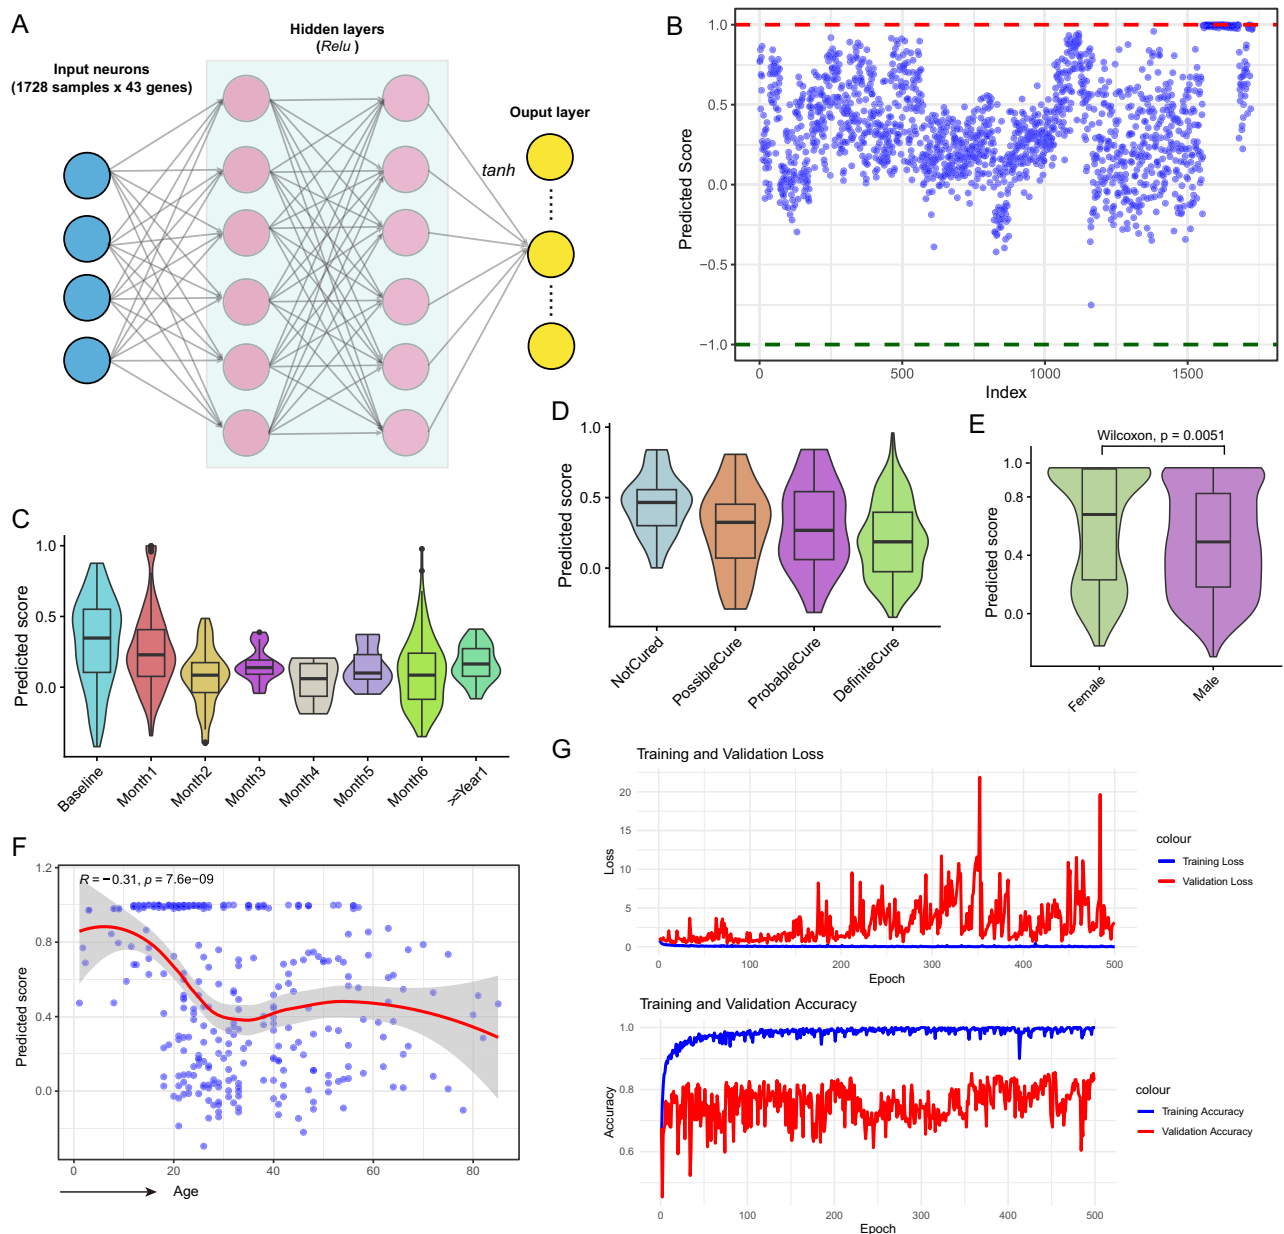 A
Hidden layers
(Relu )
Input neurons
(1728 samples x 43 genes)
Ouput layer
tanh
B
1.0
0.5
0.0
−0.5
−1.0
Predicted Score
0
500
1000
1500
Index
C
1.0
0.5
0.0
Predicted score
Baseline
Month1
Month2
Month3
Month4
Month5
Month6
>=Year1
D
1.0
0.5
0.0
Predicted score
NotCured
PossibleCure
ProbableCure
DefiniteCure
E
Wilcoxon, p = 0.0051
1.0
0.8
0.4
0.0
Predicted score
Female
Male
F
R = −0.31, p = 7.6e−09
1.2
0.8
0.4
0.0
Predicted score
0
20
40
60
80
Age
G
Training and Validation Loss
20
15
10
5
0
Loss
0
100
200
300
400
500
Epoch
colour
Training Loss
Validation Loss
Training and Validation Accuracy
1.0
0.8
0.6
Accuracy
0
100
200
300
400
500
Epoch
colour
Training Accuracy
Validation Accuracy